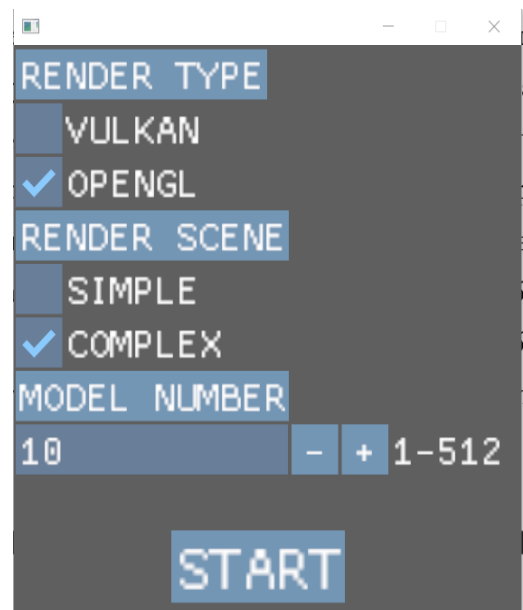 RENDER TYPE
VULKAN
OPENGL
RENDER SCENE
SIMPLE
COMPLEX
MODEL NUMBER
10 - + 1-512
START